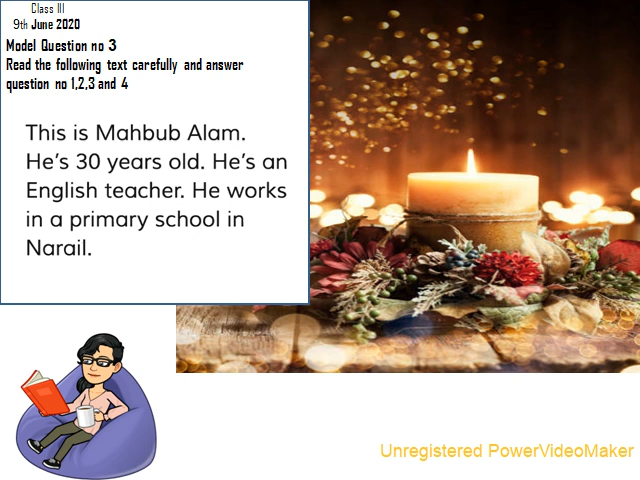 Class III
9th June 2020
Model Question no 3
Read the following text carefully and answer
question no 1,2,3 and 4
This is Mahbub Alam.
He's 30 years old. He's an
English teacher. He works
in a primary school in
Narail.
Unregistered PowerVideoMaker